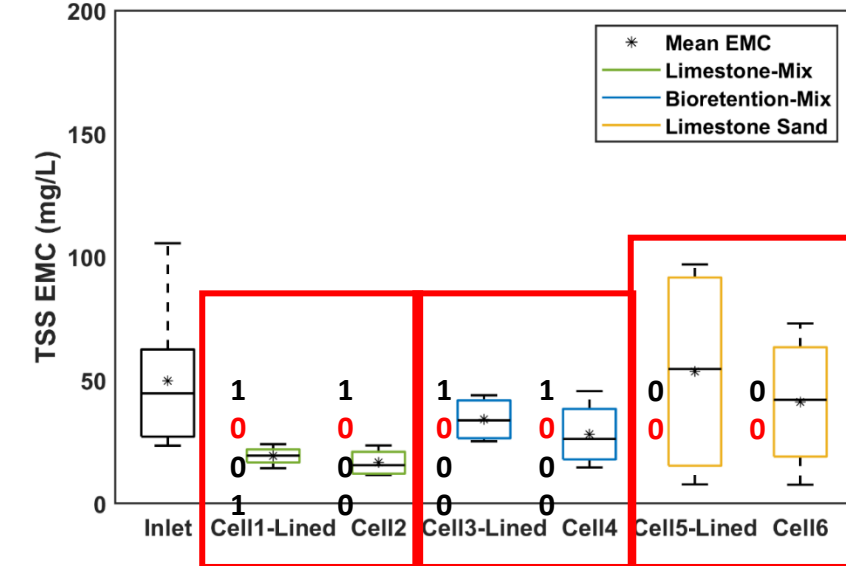 200
Mean EMC
Limestone-Mix
Bioretention-Mix
Limestone Sand
150
TSS EMC (mg/L)
100
50
1 1 1 1 0 0
0 0 0 0 0 0
0 0 0 0
1 0 0 0
0
Inlet Cell1-Lined Cell2 Cell3-Lined Cell4 Cell5-Lined Cell6